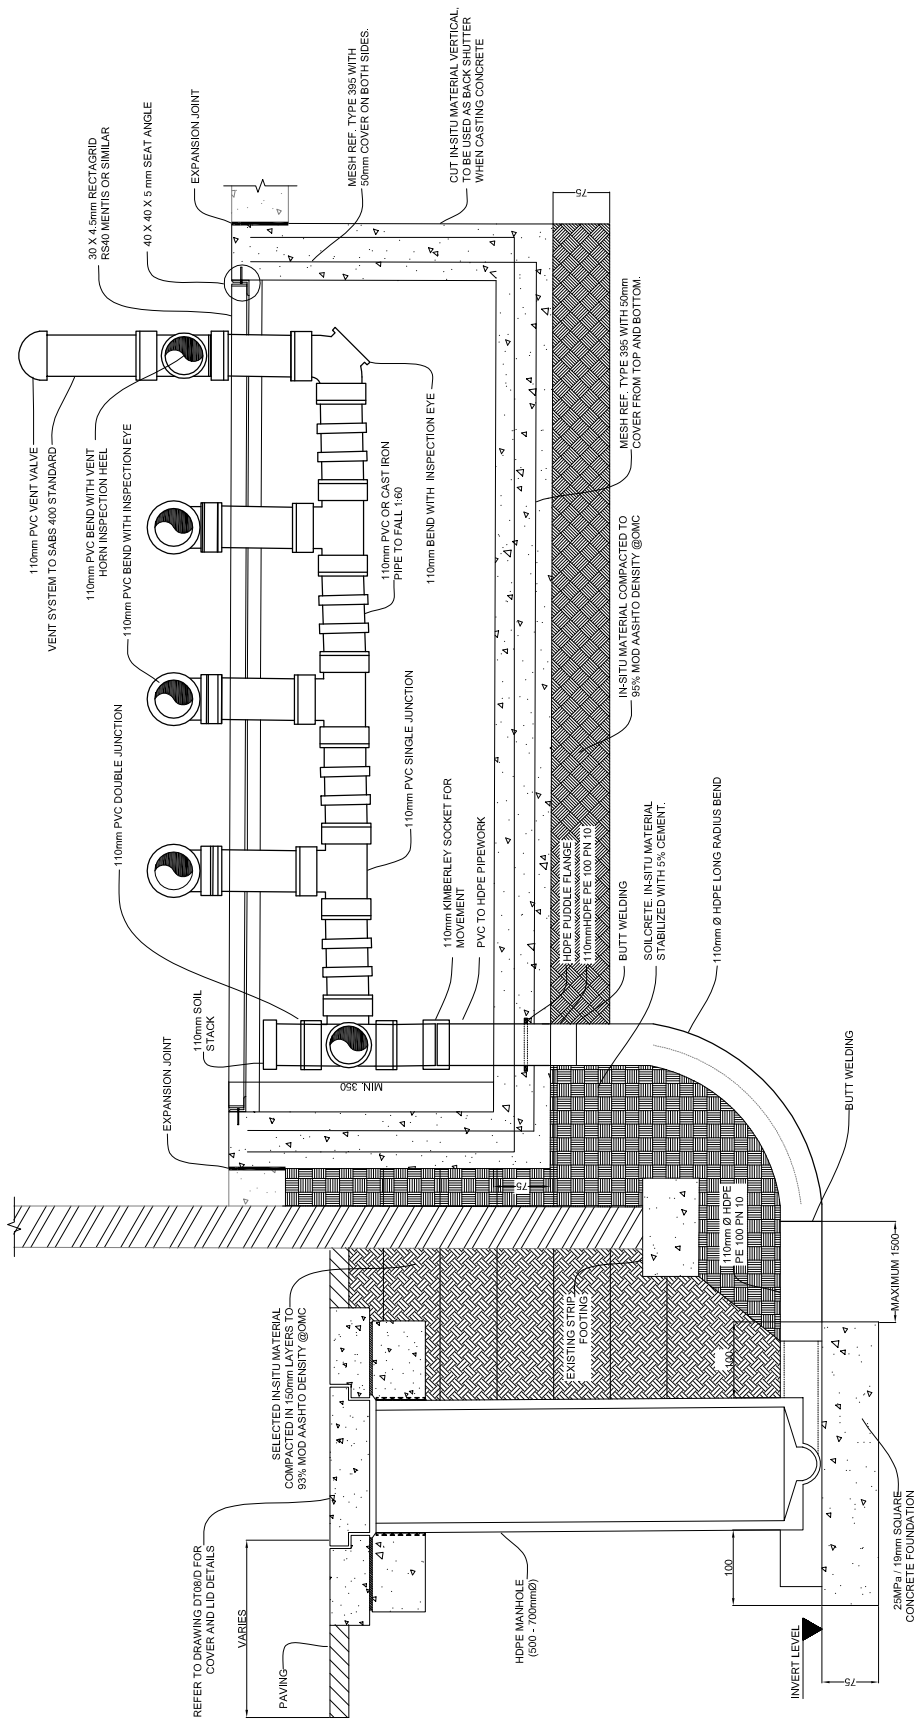 110mm PVC VENT VALVE
VENT SYSTEM TO SABS 400 STANDARD
110mm PVC BEND WITH VENT
HORN INSPECTION HEEL
110mm PVC BEND WITH INSPECTION EYE
30 X 4.5mm RECTAGRID
RS40 MENTIS OR SIMILAR
40 X 40 X 5 mm SEAT ANGLE
EXPANSION JOINT
MESH REF. TYPE 395 WITH
50mm COVER ON BOTH SIDES.
CUT IN-SITU MATERIAL VERTICAL,
TO BE USED AS BACK SHUTTER
WHEN CASTING CONCRETE
75
110mm PVC OR CAST IRON
PIPE TO FALL 1:60
110mm BEND WITH INSPECTION EYE
MESH REF. TYPE 395 WITH 50mm
COVER FROM TOP AND BOTTOM.
IN-SITU MATERIAL COMPACTED TO
95% MOD AASHTO DENSITY @OMC
110mm PVC DOUBLE JUNCTION
110mm PVC SINGLE JUNCTION
110mm KIMBERLEY SOCKET FOR
MOVEMENT
PVC TO HDPE PIPEWORK
HDPE PUDDLE FLANGE
110mmHDPE PE 100 PN 10
BUTT WELDING
SOILCRETE. IN-SITU MATERIAL
STABILIZED WITH 5% CEMENT.
110mm Ø HDPE LONG RADIUS BEND
110mm SOIL
STACK
EXPANSION JOINT
MIN. 350
75
BUTT WELDING
110mm Ø HDPE
PE 100 PN 10
MAXIMUM 1500
SELECTED IN-SITU MATERIAL
COMPACTED IN 150mm LAYERS TO
93% MOD AASHTO DENSITY @OMC
EXISTING STRIP
FOOTING
100
REFER TO DRAWING DT08/D FOR
COVER AND LID DETAILS
VARIES
PAVING
HDPE MANHOLE
(500 - 700mmØ)
100
25MPa / 19mm SQUARE
CONCRETE FOUNDATION
INVERT LEVEL
75